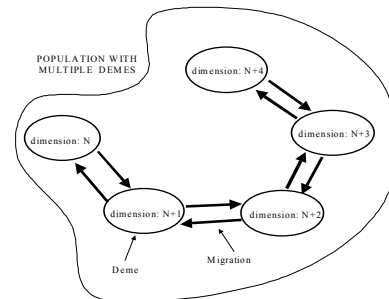 POPULATION WITH
MULTIPLE DEMES
dimension: N+4
dimension: N
dimension: N+3
dimension: N+1
dimension: N+2
Deme
Migration